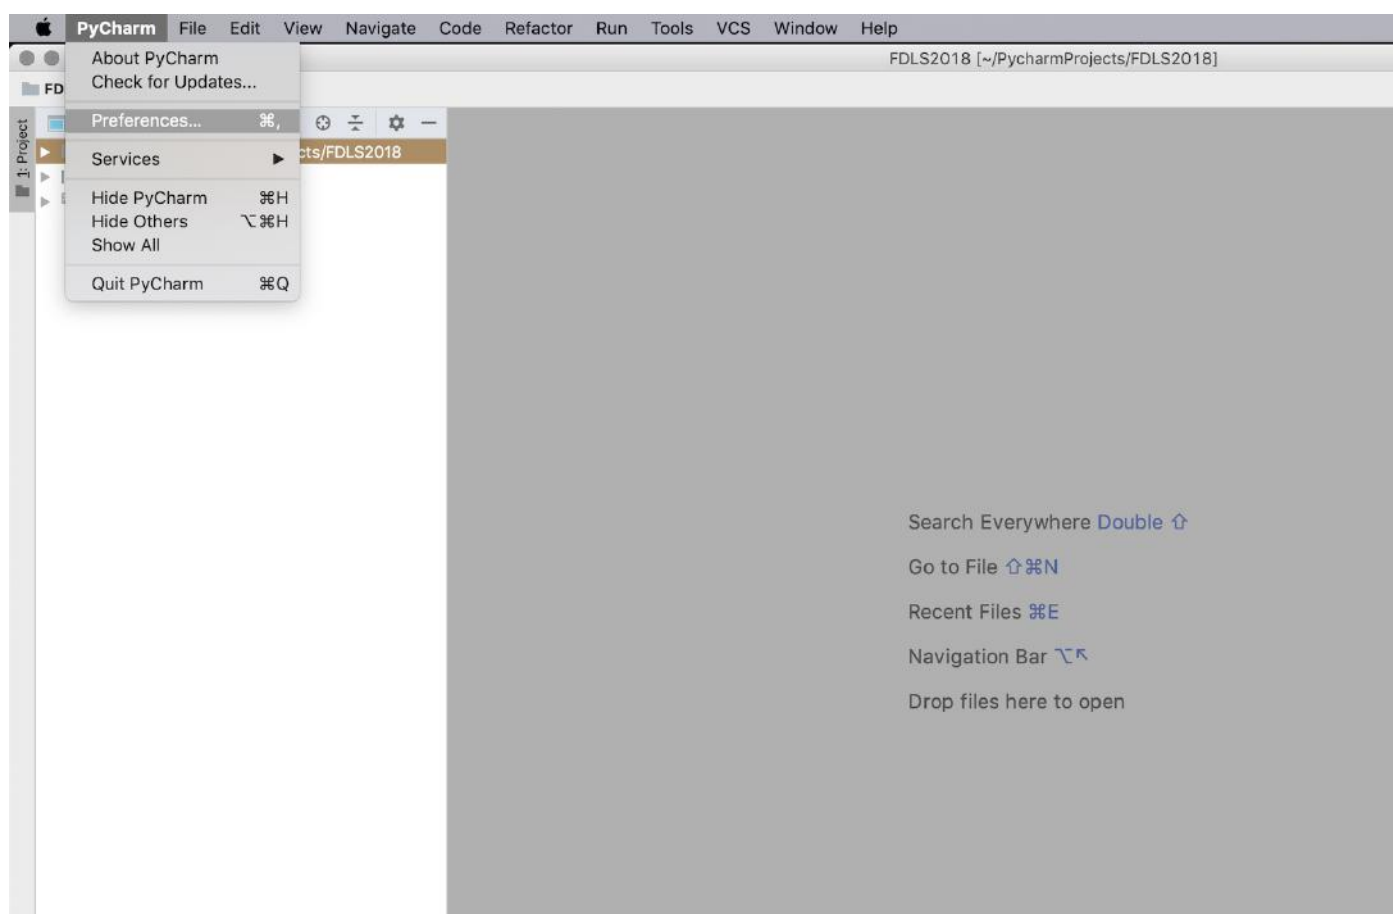 PyCharm File Edit View Navigate Code Refactor Run Tools VCS Window Help
FDLS2018 [~/PycharmProjects/FDLS2018]
About PyCharm
Check for Updates...
FD
Preferences... ⌘,
1: Project
cts/FDLS2018
Services ▶
Hide PyCharm ⌘H
Hide Others ⌥⌘H
Show All
Quit PyCharm ⌘Q
Search Everywhere Double ⇧
Go to File ⇧⌘N
Recent Files ⌘E
Navigation Bar ⌥↖
Drop files here to open